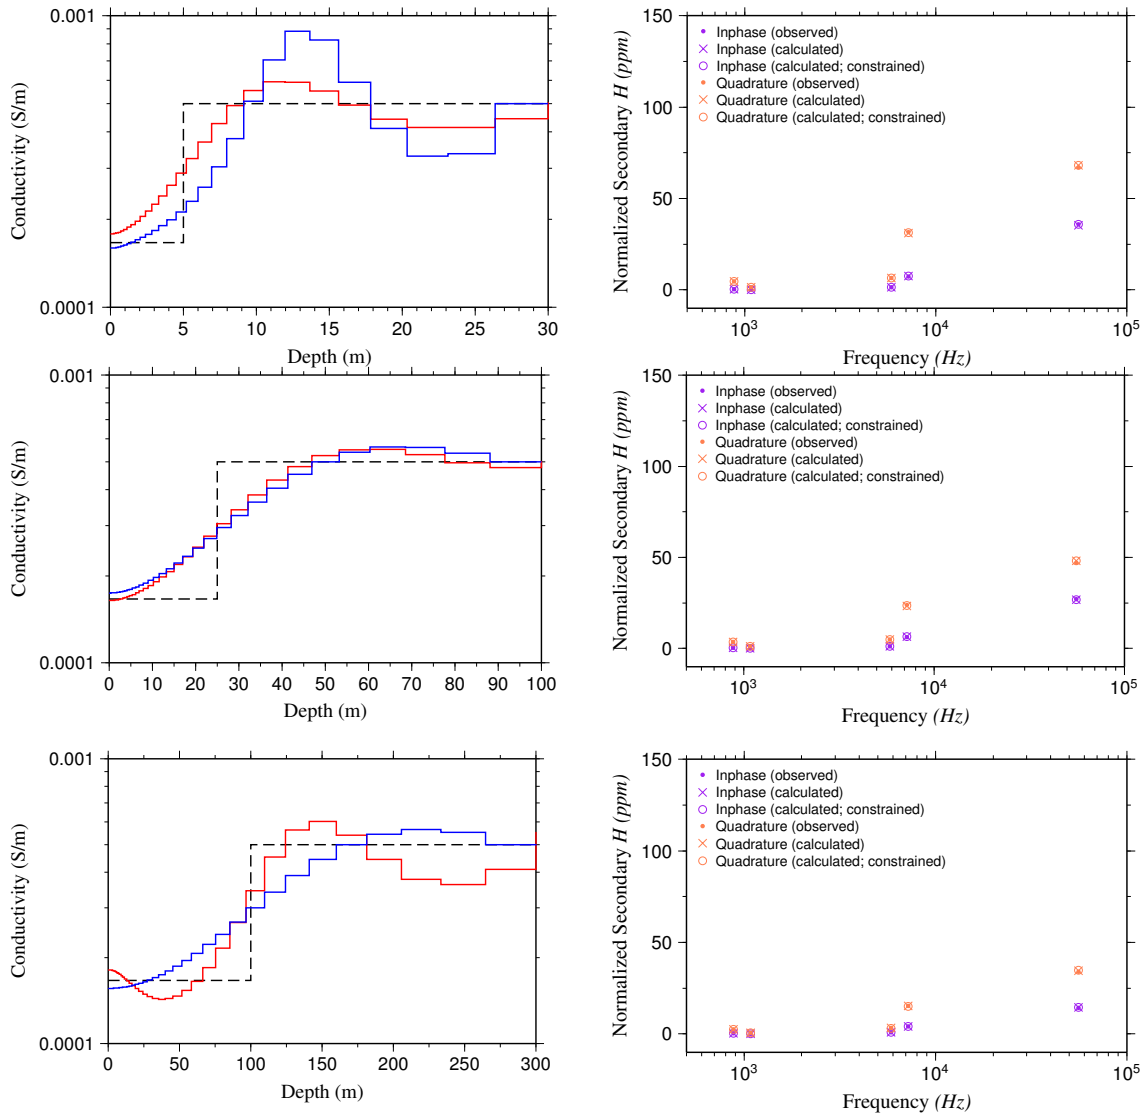 0.001
0.0001
Conductivity (S/m)
0 5 10 15 20 25 30
Depth (m)
150
100
50
0
Normalized Secondary H (ppm)
Inphase (observed)
Inphase (calculated)
Inphase (calculated; constrained)
Quadrature (observed)
Quadrature (calculated)
Quadrature (calculated; constrained)
10³ 10⁴ 10⁵
Frequency (Hz)
0.001
0.0001
Conductivity (S/m)
0 10 20 30 40 50 60 70 80 90 100
Depth (m)
150
100
50
0
Normalized Secondary H (ppm)
Inphase (observed)
Inphase (calculated)
Inphase (calculated; constrained)
Quadrature (observed)
Quadrature (calculated)
Quadrature (calculated; constrained)
10³ 10⁴ 10⁵
Frequency (Hz)
0.001
0.0001
Conductivity (S/m)
0 50 100 150 200 250 300
Depth (m)
150
100
50
0
Normalized Secondary H (ppm)
Inphase (observed)
Inphase (calculated)
Inphase (calculated; constrained)
Quadrature (observed)
Quadrature (calculated)
Quadrature (calculated; constrained)
10³ 10⁴ 10⁵
Frequency (Hz)